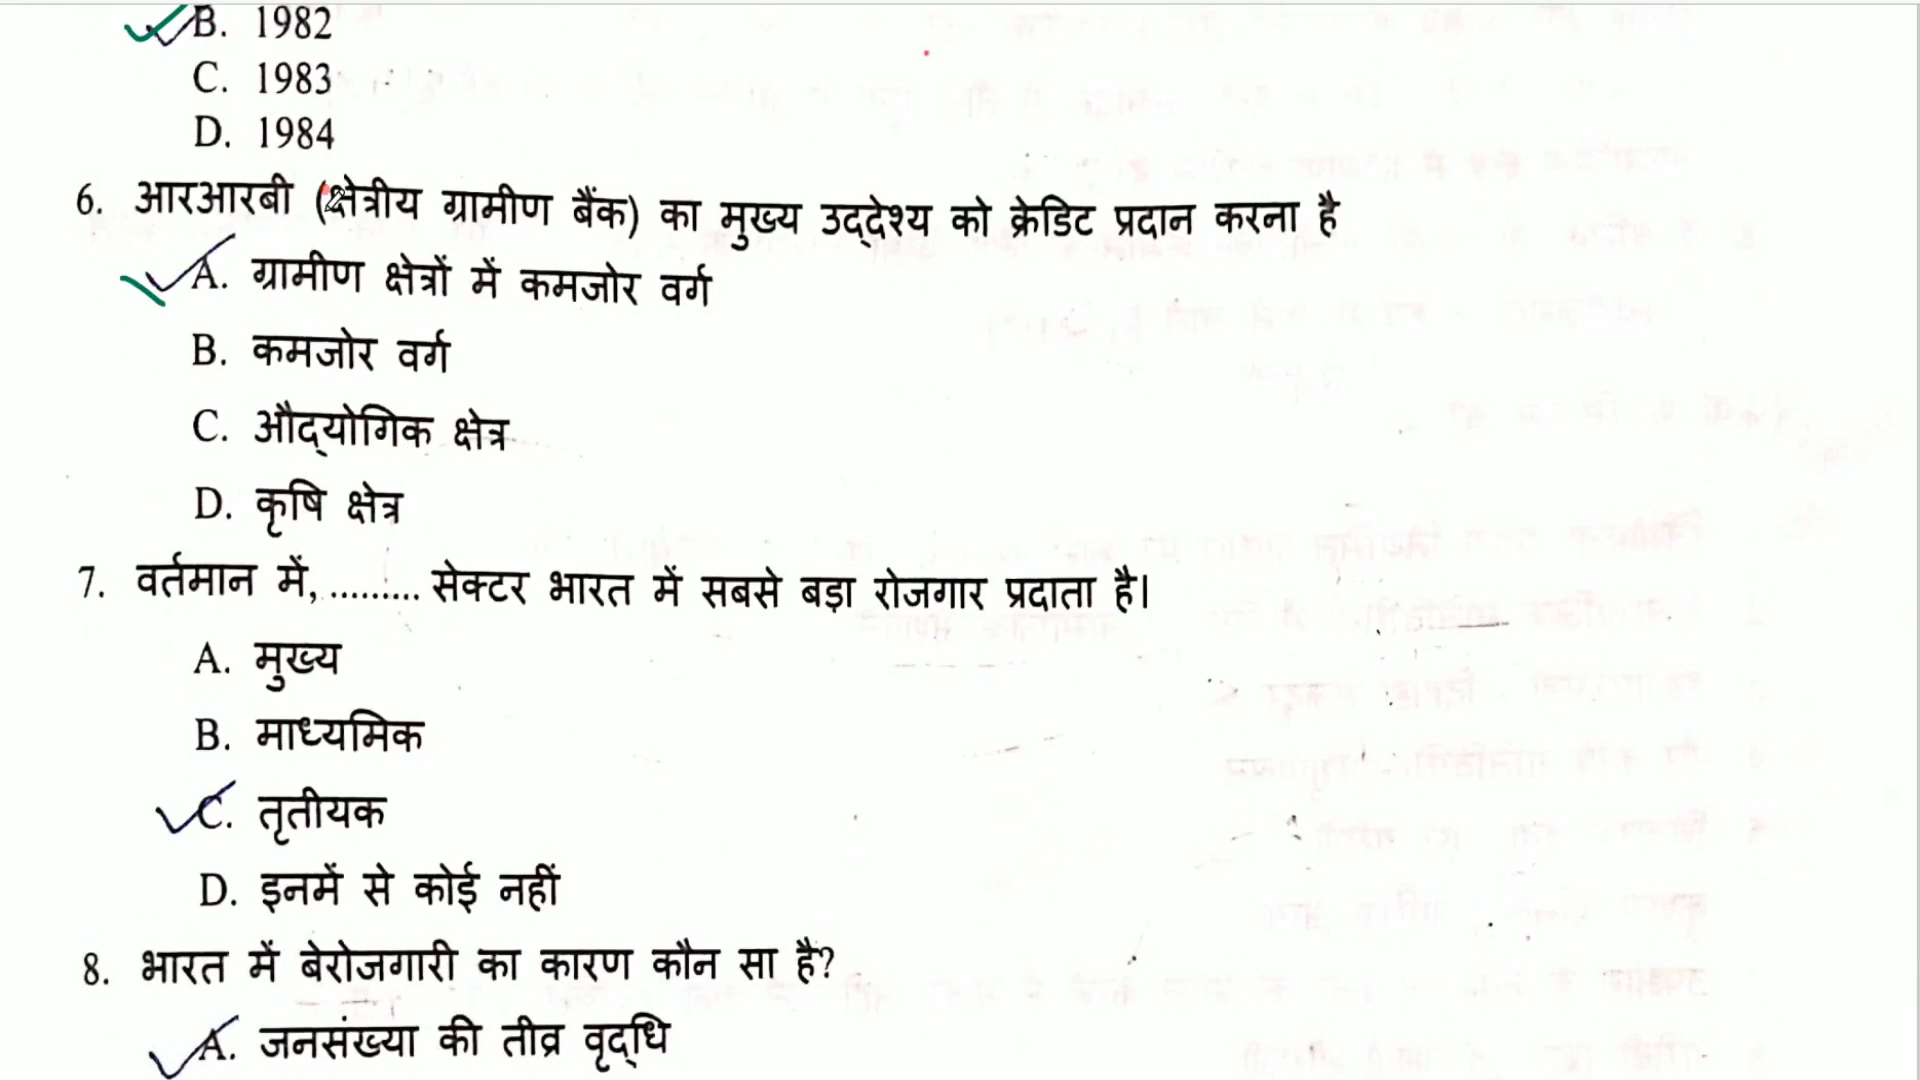 B. 1982
C. 1983
D. 1984
6. आरआरबी (क्षेत्रीय ग्रामीण बैंक) का मुख्य उद्देश्य को क्रेडिट प्रदान करना है
A. ग्रामीण क्षेत्रों में कमजोर वर्ग
B. कमजोर वर्ग
C. औद्योगिक क्षेत्र
D. कृषि क्षेत्र
7. वर्तमान में, ......... सेक्टर भारत में सबसे बड़ा रोजगार प्रदाता है।
A. मुख्य
B. माध्यमिक
C. तृतीयक
D. इनमें से कोई नहीं
8. भारत में बेरोजगारी का कारण कौन सा है?
A. जनसंख्या की तीव्र वृद्धि